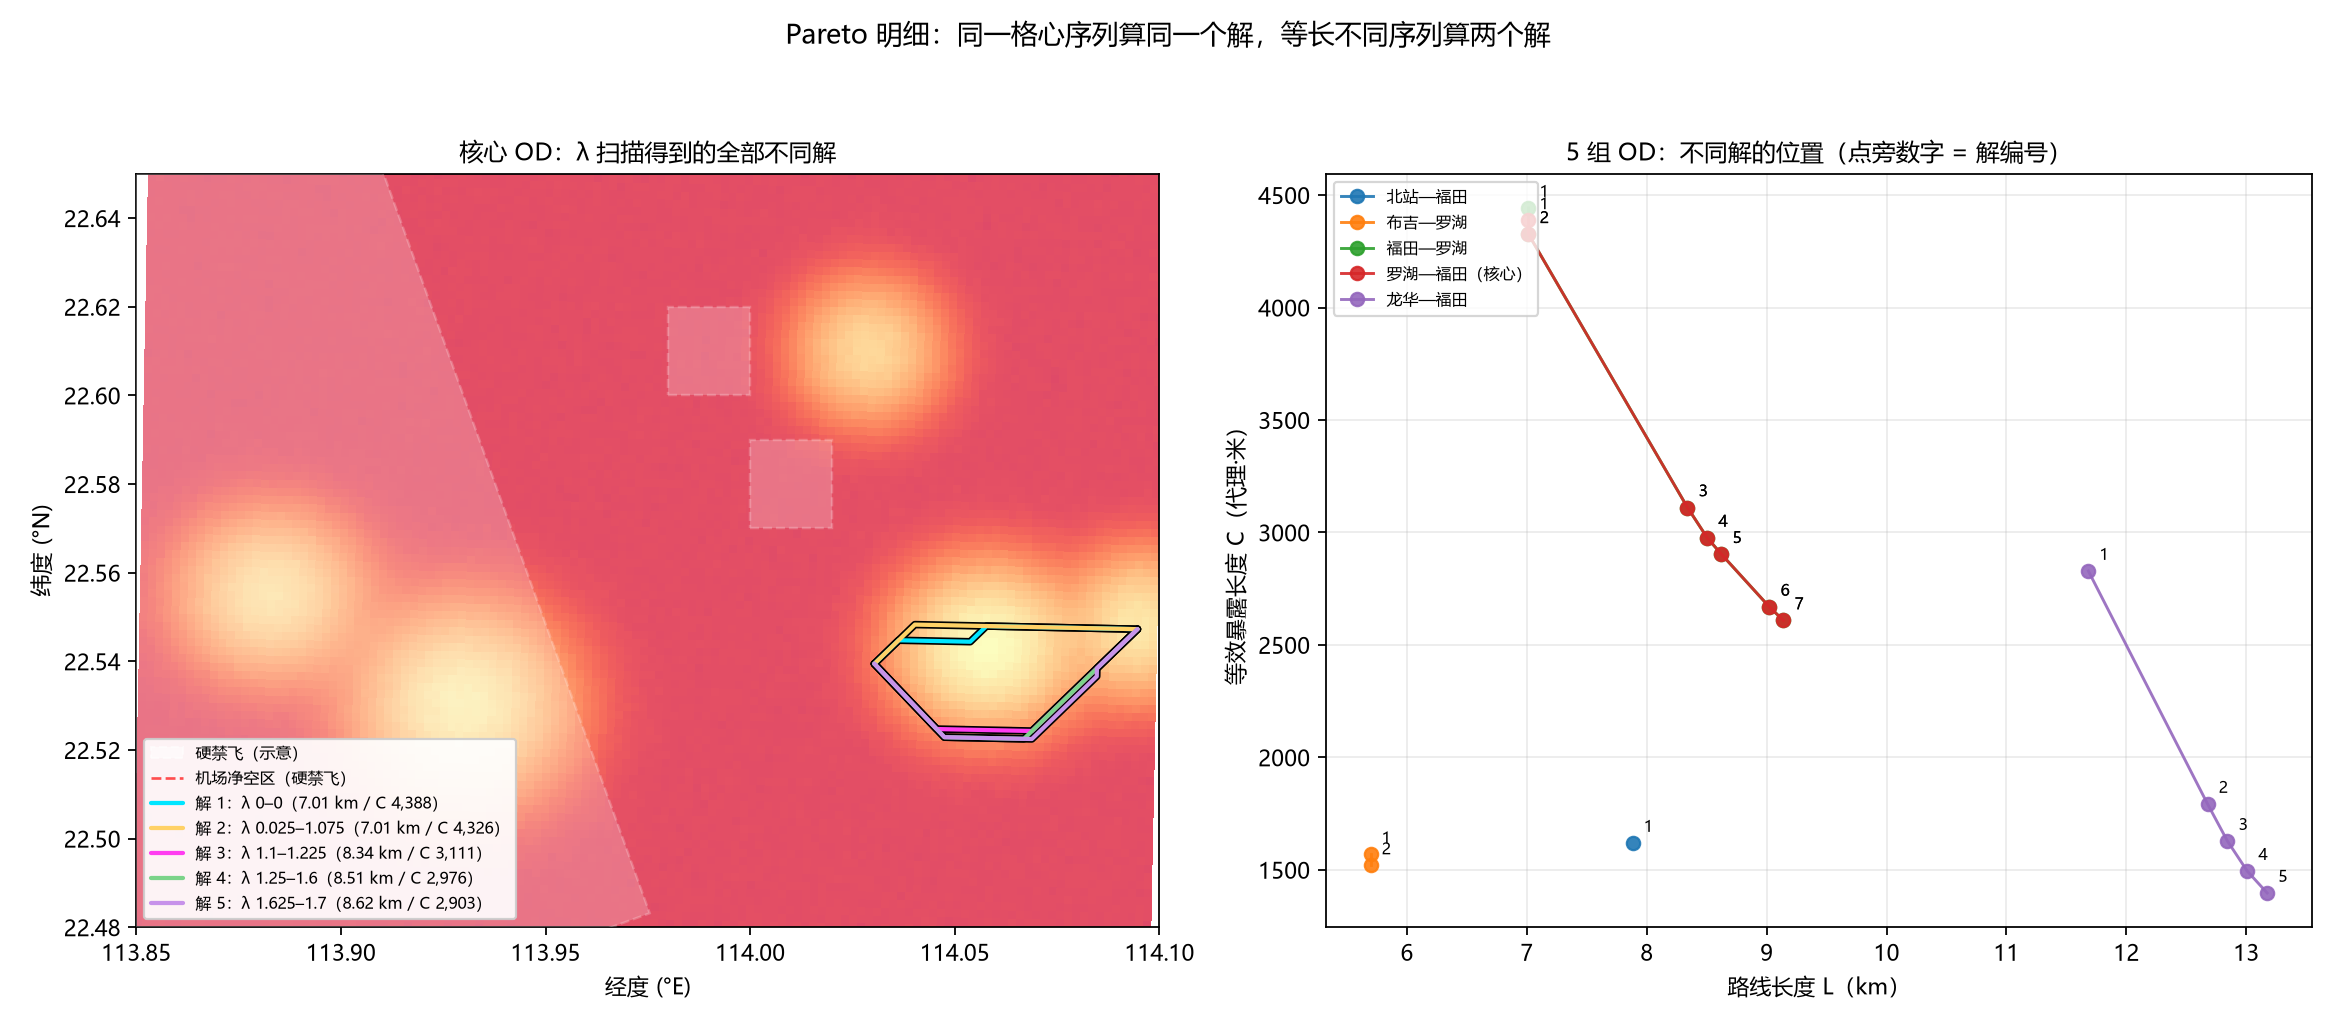 Pareto 明细：同一格心序列算同一个解，等长不同序列算两个解
核心 OD：λ 扫描得到的全部不同解
22.64
22.62
22.60
22.58
22.56
22.54
22.52
22.50
22.48
纬度 (°N)
硬禁飞（示意）
机场净空区（硬禁飞）
解 1：λ 0–0（7.01 km / C 4,388）
解 2：λ 0.025–1.075（7.01 km / C 4,326）
解 3：λ 1.1–1.225（8.34 km / C 3,111）
解 4：λ 1.25–1.6（8.51 km / C 2,976）
解 5：λ 1.625–1.7（8.62 km / C 2,903）
113.85
113.90
113.95
114.00
114.05
114.10
经度 (°E)
5 组 OD：不同解的位置（点旁数字 = 解编号）
4500
4000
3500
3000
2500
2000
1500
等效暴露长度 C（代理·米）
北站—福田
布吉—罗湖
福田—罗湖
罗湖—福田（核心）
龙华—福田
1
1
2
3
4
5
6
7
1
2
3
4
5
1
2
1
6
7
8
9
10
11
12
13
路线长度 L（km）